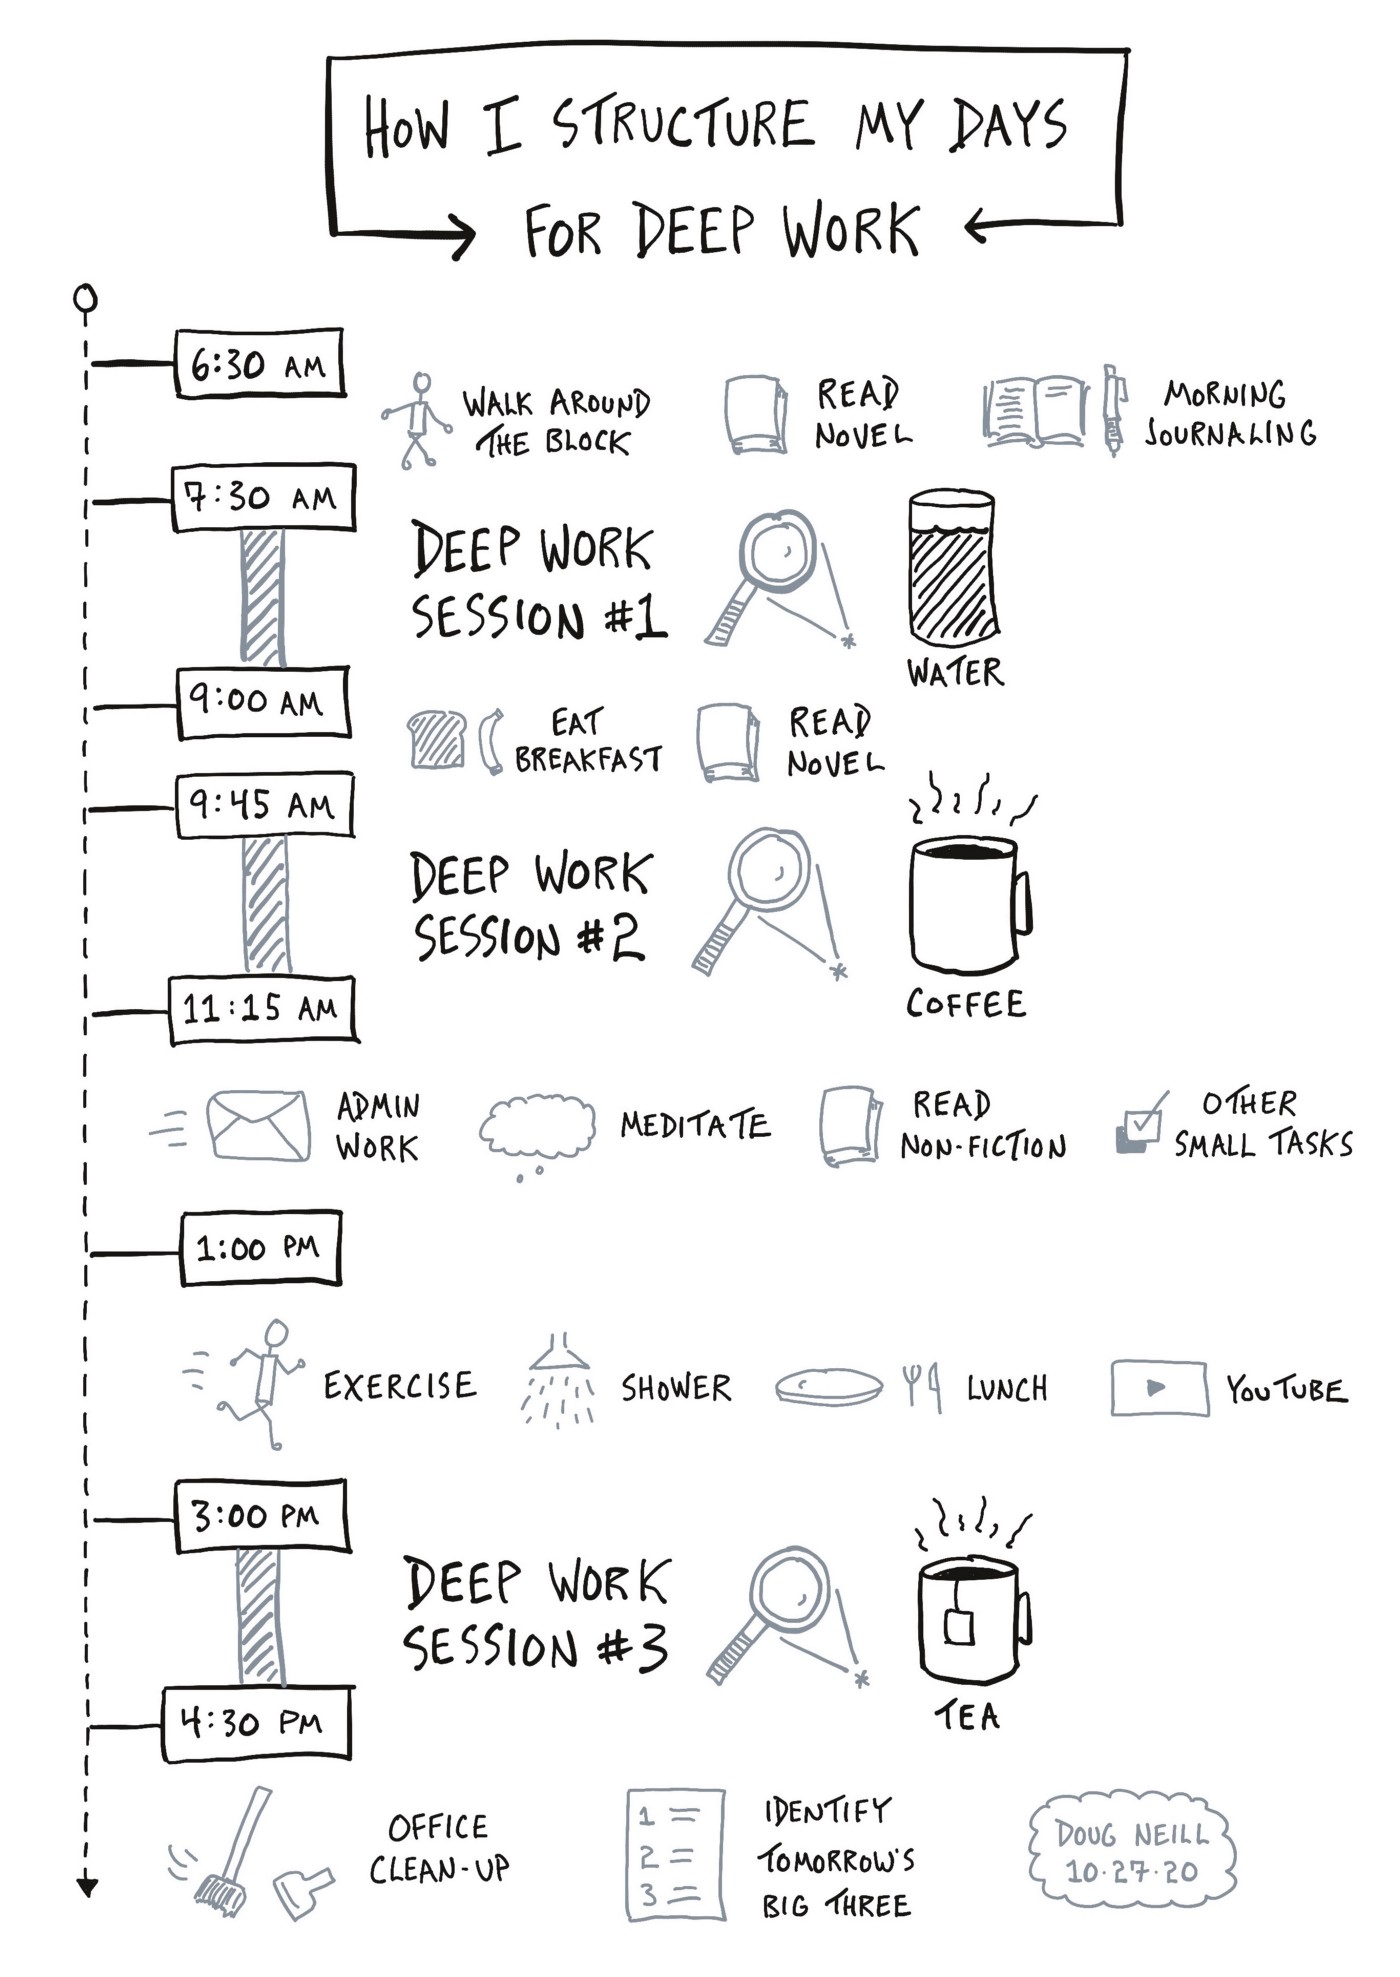 HOW I STRUCTURE MY DAYS
FOR DEEP WORK
6:30 AM
WALK AROUND
THE BLOCK
READ
NOVEL
MORNING
JOURNALING
7:30 AM
DEEP WORK
SESSION #1
WATER
9:00 AM
EAT
BREAKFAST
READ
NOVEL
9:45 AM
DEEP WORK
SESSION #2
COFFEE
11:15 AM
ADMIN
WORK
MEDITATE
READ
NON-FICTION
OTHER
SMALL TASKS
1:00 PM
EXERCISE
SHOWER
LUNCH
YOUTUBE
3:00 PM
DEEP WORK
SESSION #3
TEA
4:30 PM
OFFICE
CLEAN-UP
1
2
3
IDENTIFY
TOMORROW'S
BIG THREE
DOUG NEILL
10.27.20